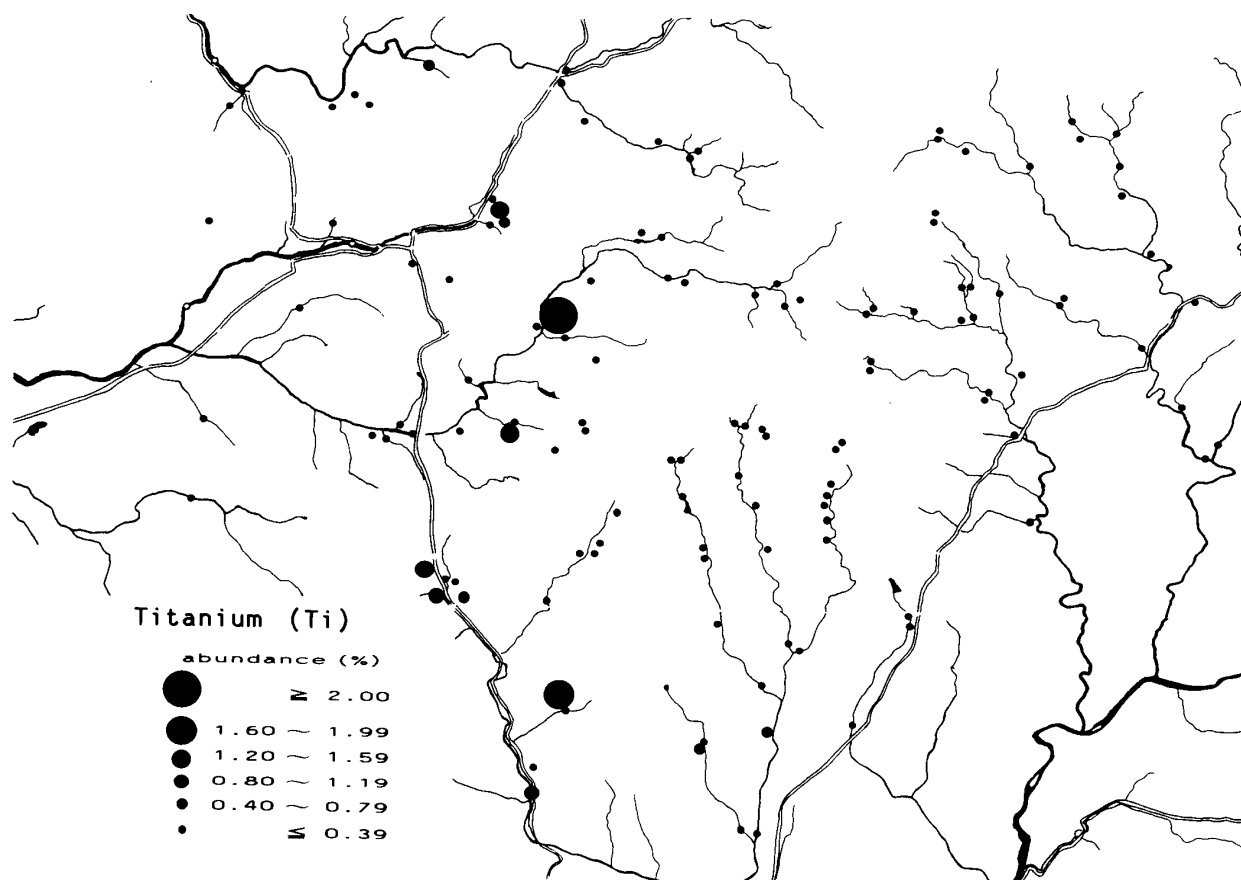 Titanium (Ti)
abundance (%)
≧ 2.00
1.60 ~ 1.99
1.20 ~ 1.59
0.80 ~ 1.19
0.40 ~ 0.79
≦ 0.39